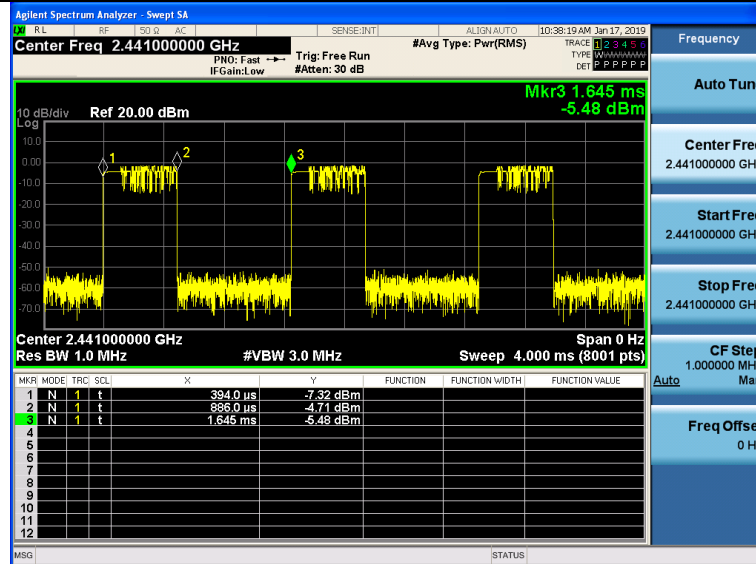 Agilent Spectrum Analyzer - Swept SA
LXI RL RF 50 Ω AC SENSE:INT ALIGN AUTO 10:38:19 AM Jan 17, 2019
Center Freq 2.441000000 GHz #Avg Type: Pwr(RMS) TRACE 1 2 3 4 5 6
PNO: Fast Trig: Free Run TYPE W
IFGain:Low #Atten: 30 dB DET P P P P P P
Mkr3 1.645 ms
10 dB/div Ref 20.00 dBm -5.48 dBm
Log
10.0
0.00
-10.0
-20.0
-30.0
-40.0
-50.0
-60.0
-70.0
1
2
3
Center 2.441000000 GHz Span 0 Hz
Res BW 1.0 MHz #VBW 3.0 MHz Sweep 4.000 ms (8001 pts)
MKR MODE TRC SCL X Y FUNCTION FUNCTION WIDTH FUNCTION VALUE
1 N 1 t 394.0 µs -7.32 dBm
2 N 1 t 886.0 µs -4.71 dBm
3 N 1 t 1.645 ms -5.48 dBm
4
5
6
7
8
9
10
11
12
MSG STATUS
Frequency
Auto Tun
Center Fre
2.441000000 GH
Start Fre
2.441000000 GH
Stop Fre
2.441000000 GH
CF Step
1.000000 MH
Auto Ma
Freq Offse
0 H